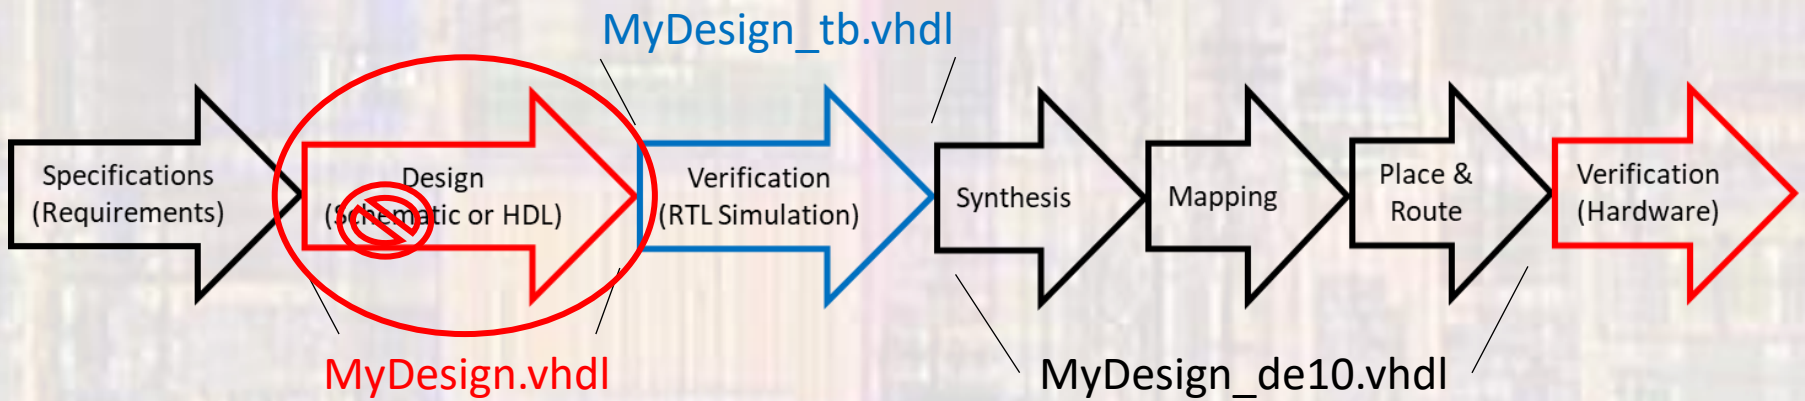 MyDesign_tb.vhdl
Specifications
(Requirements)
Design
(Schematic or HDL)
Verification
(RTL Simulation)
Synthesis
Mapping
Place &
Route
Verification
(Hardware)
MyDesign.vhdl
MyDesign_de10.vhdl